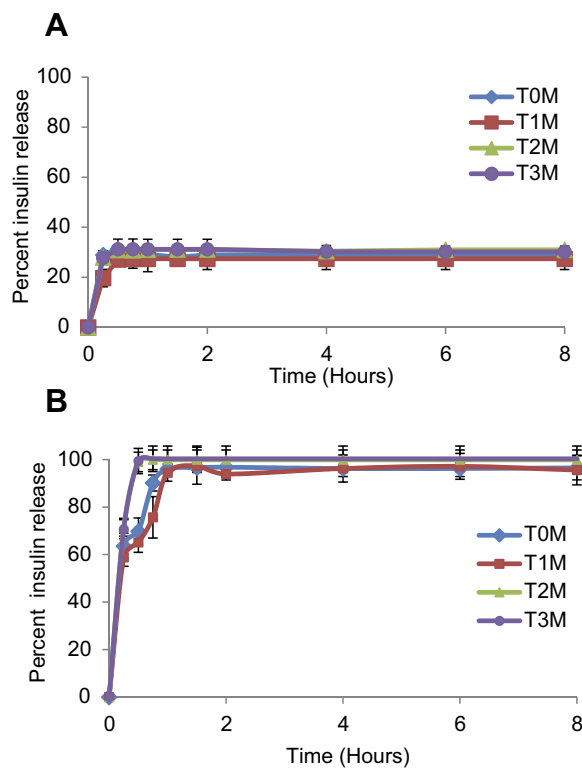 A
Percent insulin release
100
80
60
40
20
0
0
2
4
6
8
Time (Hours)
T0M
T1M
T2M
T3M
B
Percent insulin release
100
80
60
40
20
0
0
2
4
6
8
Time (Hours)
T0M
T1M
T2M
T3M